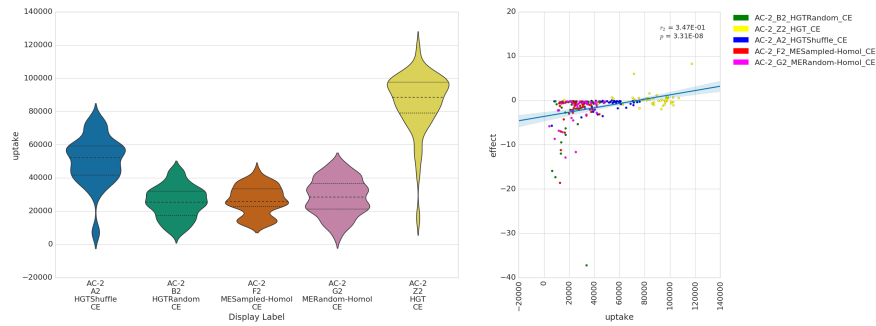 140000
120000
100000
80000
60000
40000
20000
0
−20000
uptake
AC-2
A2
HGTShuffle
CE
AC-2
B2
HGTRandom
CE
AC-2
F2
MESampled-Homol
CE
AC-2
G2
MERandom-Homol
CE
AC-2
Z2
HGT
CE
Display Label
20
10
0
−10
−20
−30
−40
effect
r₂ = 3.47E-01
p = 3.31E-08
−20000
0
20000
40000
60000
80000
100000
120000
140000
uptake
AC-2_B2_HGTRandom_CE
AC-2_Z2_HGT_CE
AC-2_A2_HGTShuffle_CE
AC-2_F2_MESampled-Homol_CE
AC-2_G2_MERandom-Homol_CE